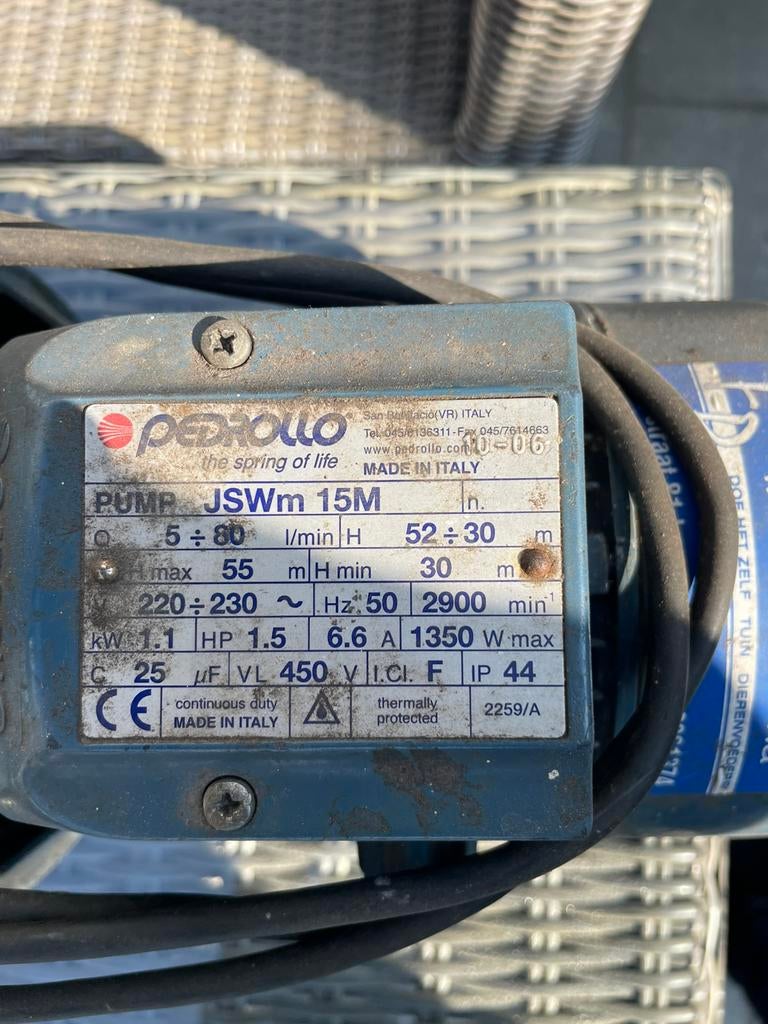 PEDROLLO®
the spring of life
San Bonifacio(VR) ITALY
Tel. 045/6136311-Fax 045/7614663
www.pedrollo.com 10-06
MADE IN ITALY
PUMP JSWm 15M n.
Q 5÷80 l/min H 52÷30 m
H max 55 m H min 30 m
V 220÷230 ~ Hz 50 2900 min⁻¹
kW 1.1 HP 1.5 6.6 A 1350 W max
C 25 µF VL 450 V I.Cl. F IP 44
CE continuous duty
MADE IN ITALY
thermally
protected
2259/A
DOE HET ZELF TUIN DIERENVOEDERS